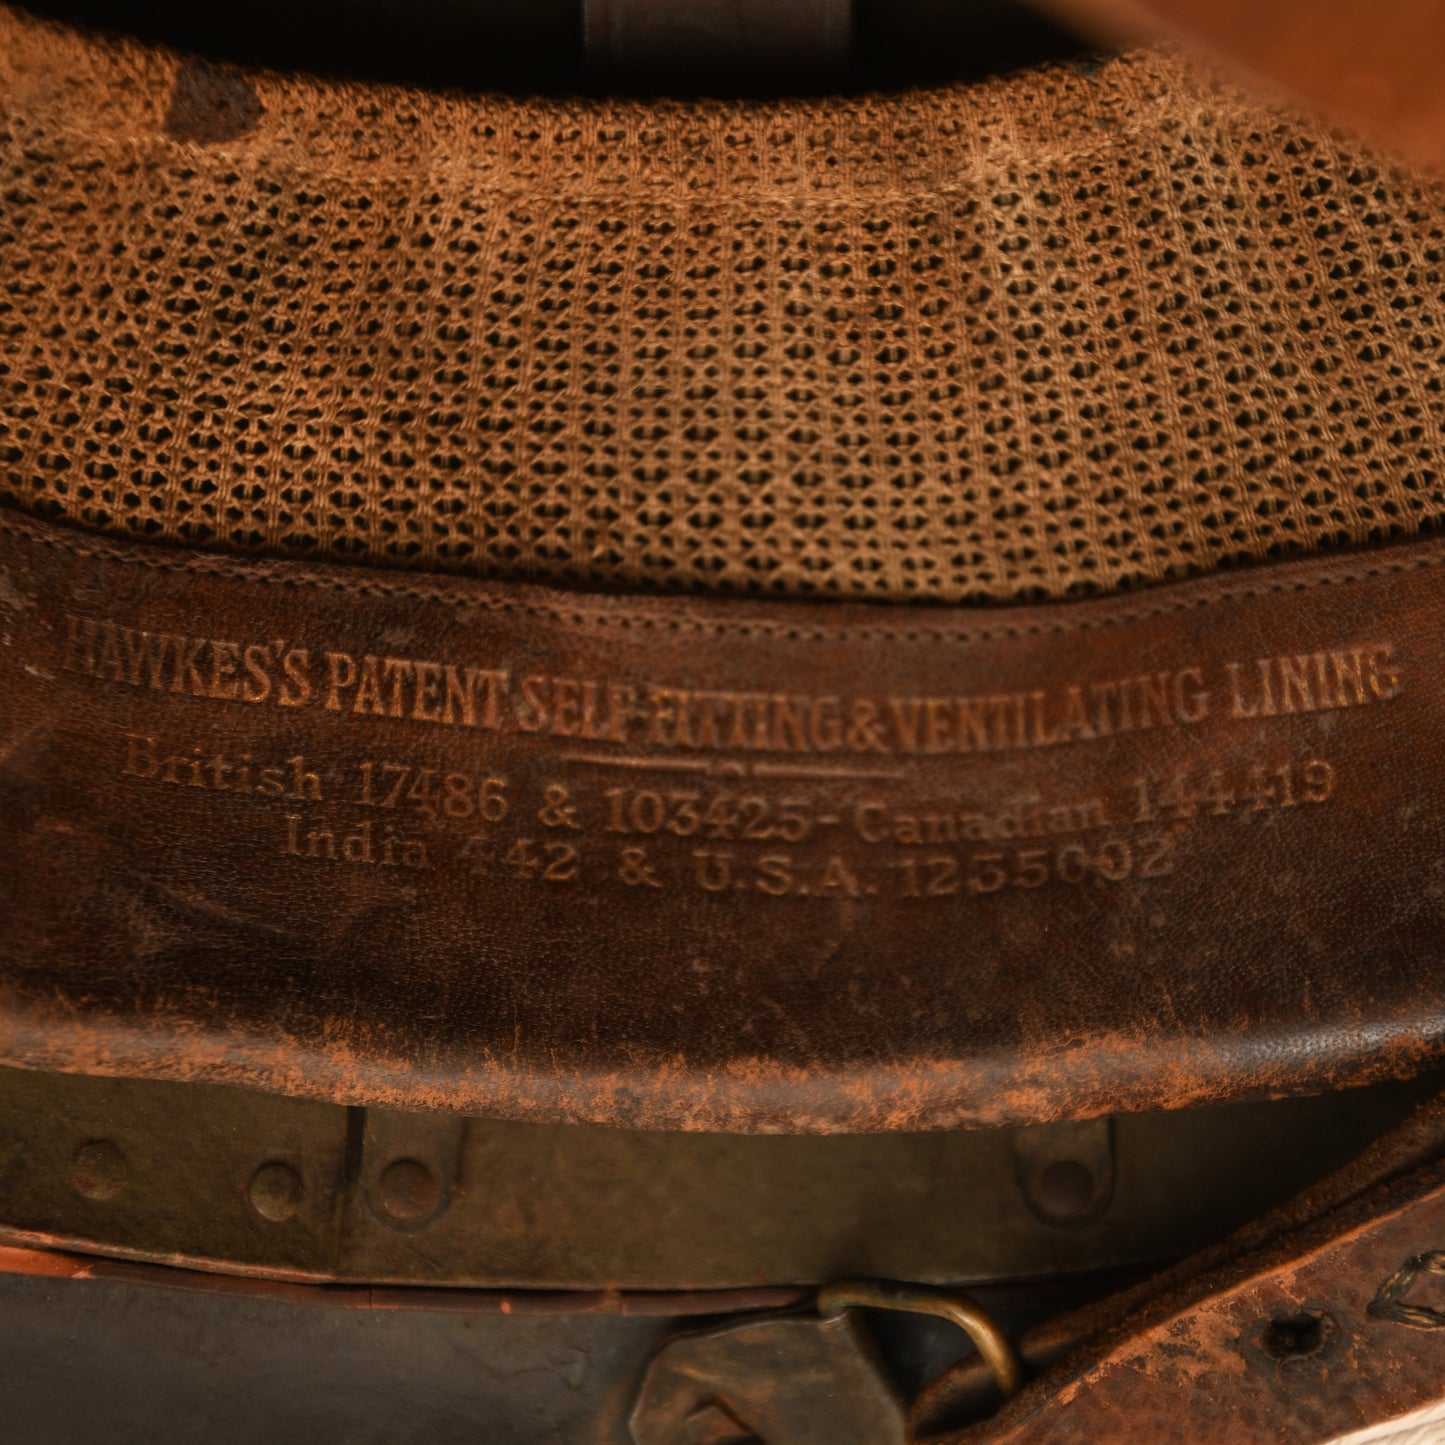 HAWKES'S PATENT SELF-FITTING & VENTILATING LINING
British 17486 & 103425 - Canadian 144419
India 442 & U.S.A. 1235002